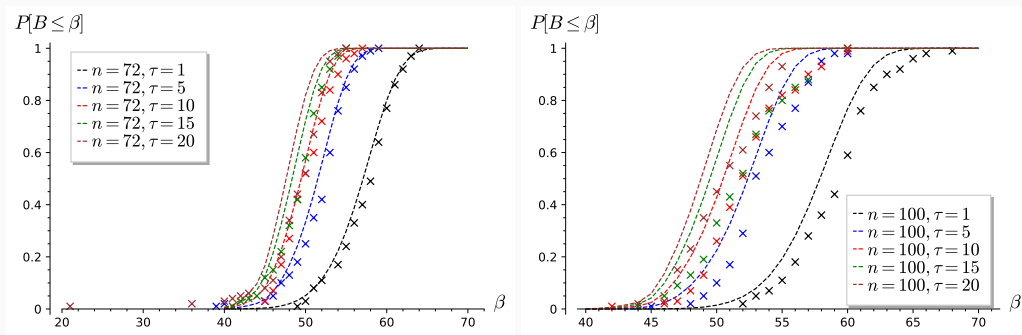 P[B ≤ β]
1
0.8
0.6
0.4
0.2
0
20 30 40 50 60 70
β
n = 72, τ = 1
n = 72, τ = 5
n = 72, τ = 10
n = 72, τ = 15
n = 72, τ = 20
P[B ≤ β]
1
0.8
0.6
0.4
0.2
0
40 45 50 55 60 65 70
β
n = 100, τ = 1
n = 100, τ = 5
n = 100, τ = 10
n = 100, τ = 15
n = 100, τ = 20